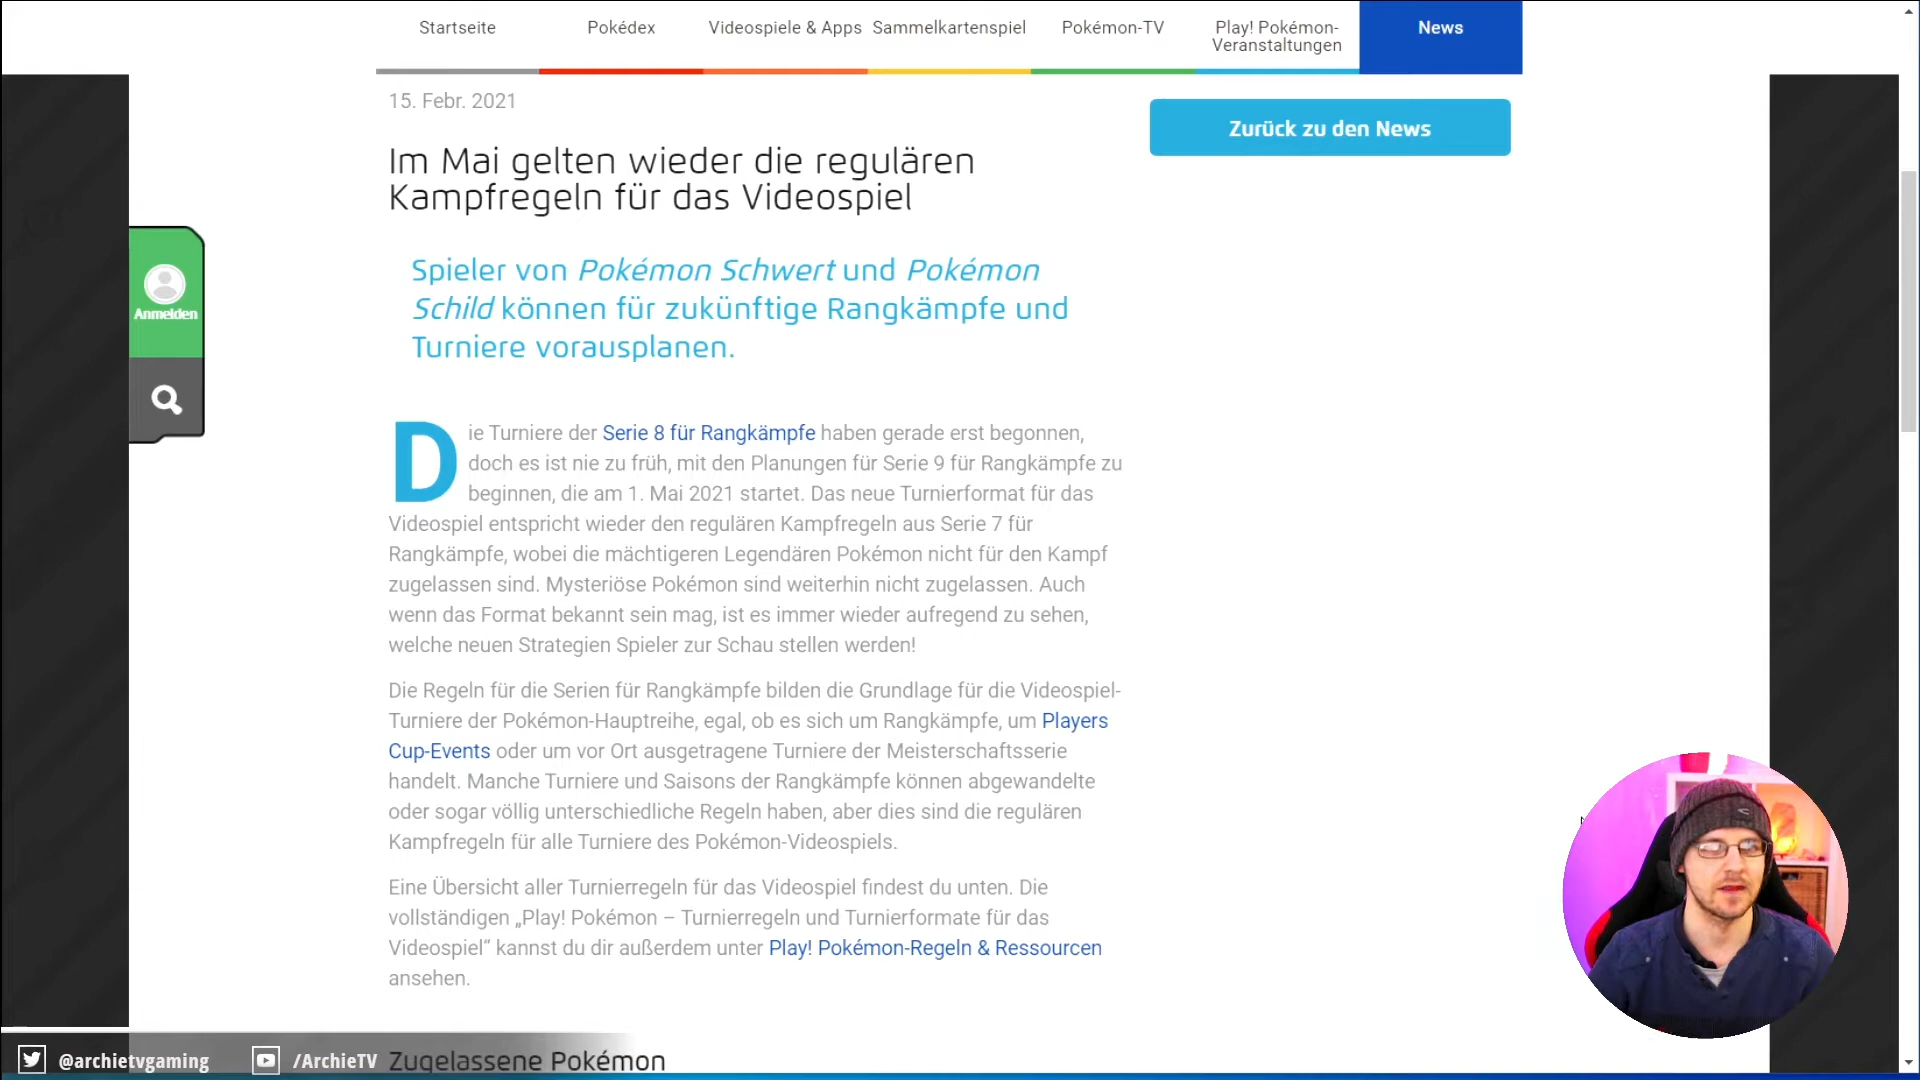 Startseite
Pokédex
Videospiele & Apps
Sammelkartenspiel
Pokémon-TV
Play! Pokémon-
Veranstaltungen
News
15. Febr. 2021
Zurück zu den News
Im Mai gelten wieder die regulären
Kampfregeln für das Videospiel
Spieler von Pokémon Schwert und Pokémon
Schild können für zukünftige Rangkämpfe und
Turniere vorausplanen.
Anmelden
Die Turniere der Serie 8 für Rangkämpfe haben gerade erst begonnen,
doch es ist nie zu früh, mit den Planungen für Serie 9 für Rangkämpfe zu
beginnen, die am 1. Mai 2021 startet. Das neue Turnierformat für das
Videospiel entspricht wieder den regulären Kampfregeln aus Serie 7 für
Rangkämpfe, wobei die mächtigeren Legendären Pokémon nicht für den Kampf
zugelassen sind. Mysteriöse Pokémon sind weiterhin nicht zugelassen. Auch
wenn das Format bekannt sein mag, ist es immer wieder aufregend zu sehen,
welche neuen Strategien Spieler zur Schau stellen werden!
Die Regeln für die Serien für Rangkämpfe bilden die Grundlage für die Videospiel-
Turniere der Pokémon-Hauptreihe, egal, ob es sich um Rangkämpfe, um Players
Cup-Events oder um vor Ort ausgetragene Turniere der Meisterschaftsserie
handelt. Manche Turniere und Saisons der Rangkämpfe können abgewandelte
oder sogar völlig unterschiedliche Regeln haben, aber dies sind die regulären
Kampfregeln für alle Turniere des Pokémon-Videospiels.
Eine Übersicht aller Turnierregeln für das Videospiel findest du unten. Die
vollständigen „Play! Pokémon – Turnierregeln und Turnierformate für das
Videospiel“ kannst du dir außerdem unter Play! Pokémon-Regeln & Ressourcen
ansehen.
Zugelassene Pokémon
@archietvgaming
/ArchieTV